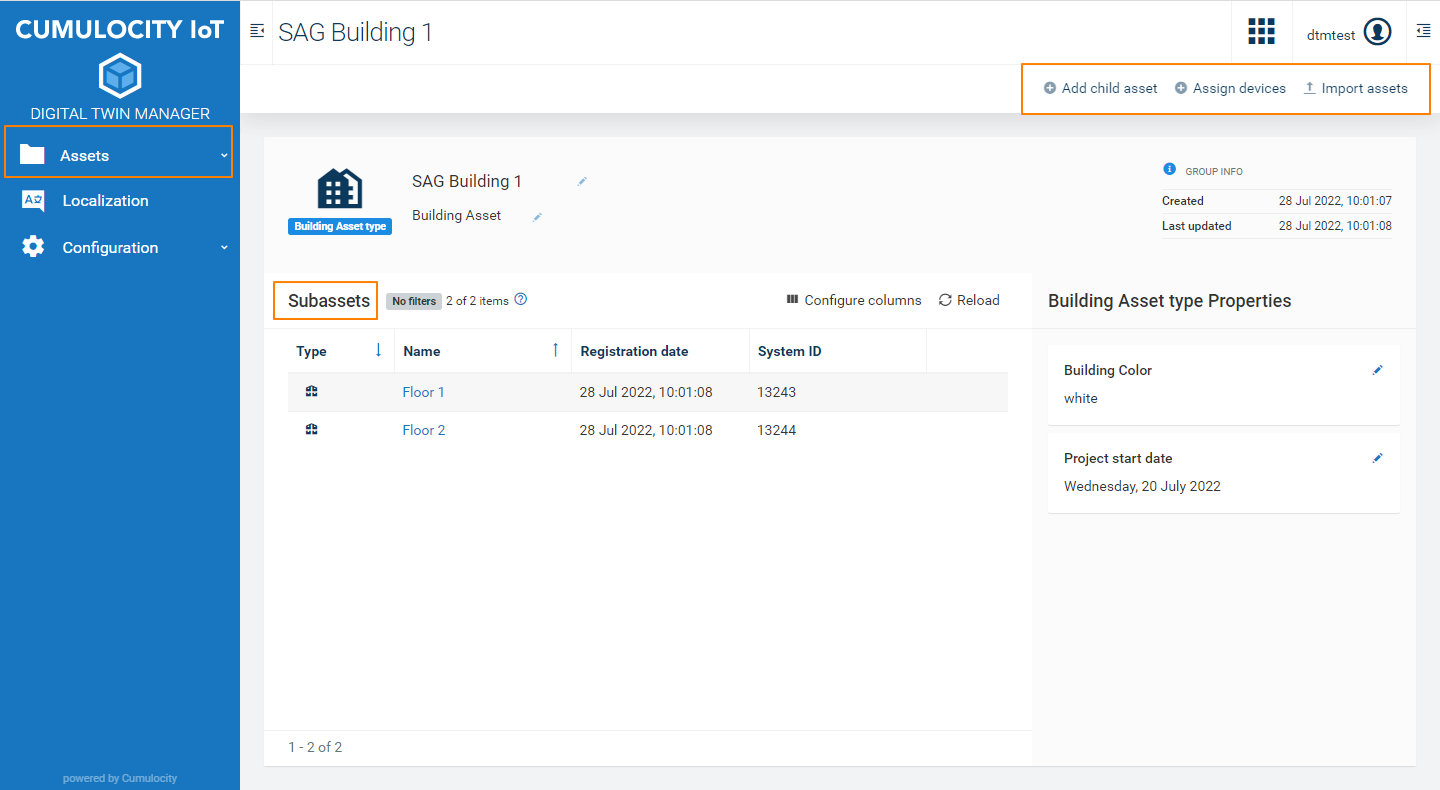 CUMULOCITY IoT
DIGITAL TWIN MANAGER
Assets
Localization
Configuration
powered by Cumulocity
SAG Building 1
dtmtest
Add child asset
Assign devices
Import assets
Building Asset type
SAG Building 1
Building Asset
GROUP INFO
Created 28 Jul 2022, 10:01:07
Last updated 28 Jul 2022, 10:01:08
Subassets No filters 2 of 2 items
Configure columns Reload
Type Name Registration date System ID
Floor 1 28 Jul 2022, 10:01:08 13243
Floor 2 28 Jul 2022, 10:01:08 13244
1 - 2 of 2
Building Asset type Properties
Building Color
white
Project start date
Wednesday, 20 July 2022